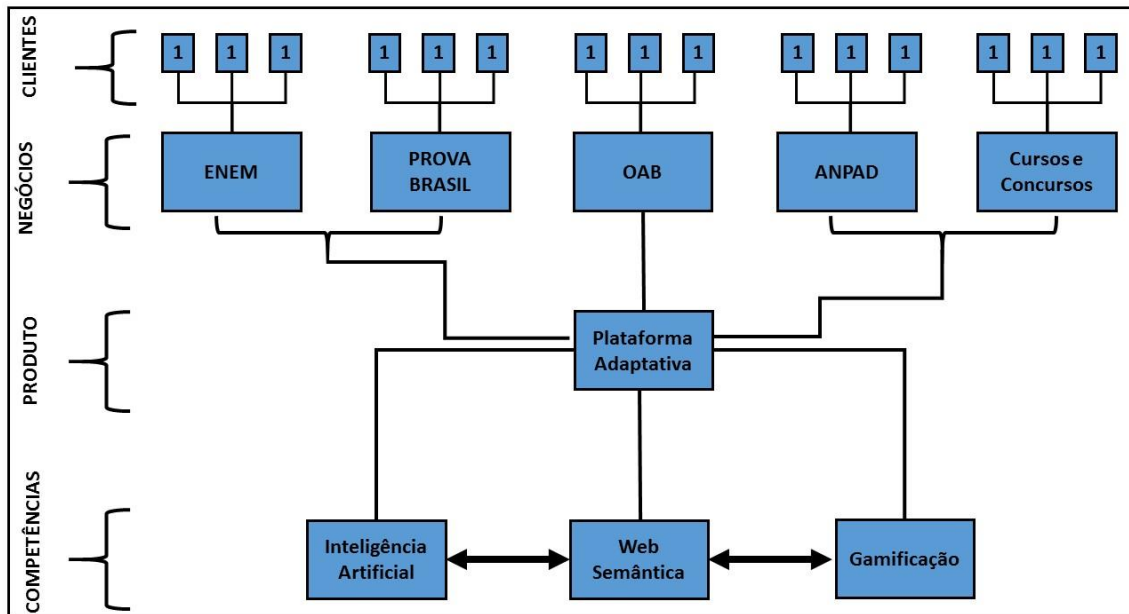 CLIENTES
1 1 1 1 1 1 1 1 1 1 1 1 1 1 1
NEGÓCIOS
ENEM
PROVA
BRASIL
OAB
ANPAD
Cursos e
Concursos
PRODUTO
Plataforma
Adaptativa
COMPETÊNCIAS
Inteligência
Artificial
Web
Semântica
Gamificação